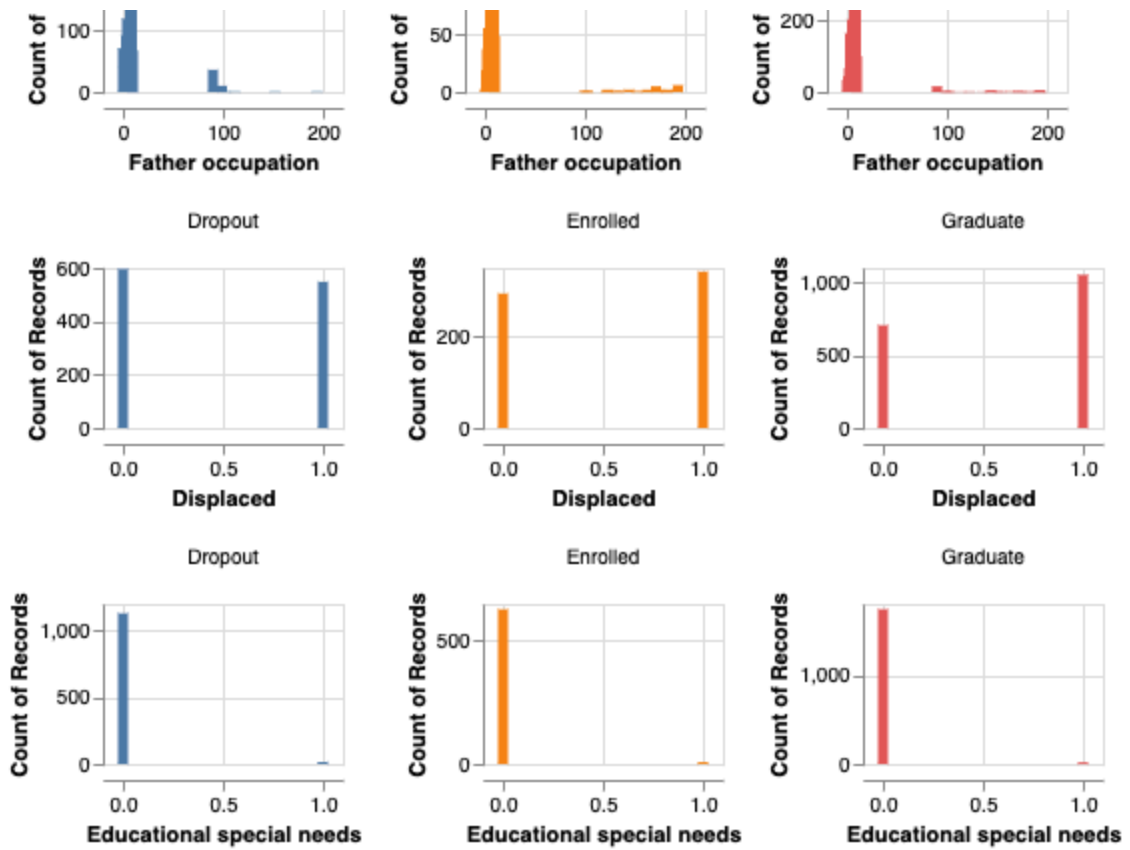 Count of
100
0
0 100 200
Father occupation
Count of
50
0
0 100 200
Father occupation
Count of
200
0
0 100 200
Father occupation
Dropout
Count of Records
600
400
200
0
0.0 0.5 1.0
Displaced
Enrolled
Count of Records
200
0
0.0 0.5 1.0
Displaced
Graduate
Count of Records
1,000
500
0
0.0 0.5 1.0
Displaced
Dropout
Count of Records
1,000
500
0
0.0 0.5 1.0
Educational special needs
Enrolled
Count of Records
500
0
0.0 0.5 1.0
Educational special needs
Graduate
Count of Records
1,000
0
0.0 0.5 1.0
Educational special needs